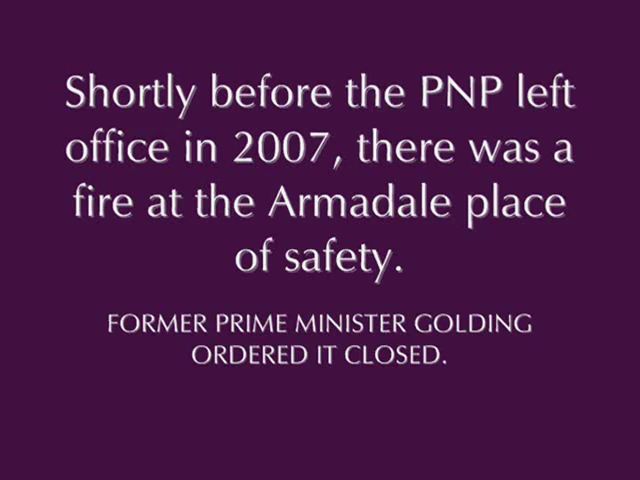 Shortly before the PNP left
office in 2007, there was a
fire at the Armadale place
of safety.
FORMER PRIME MINISTER GOLDING
ORDERED IT CLOSED.